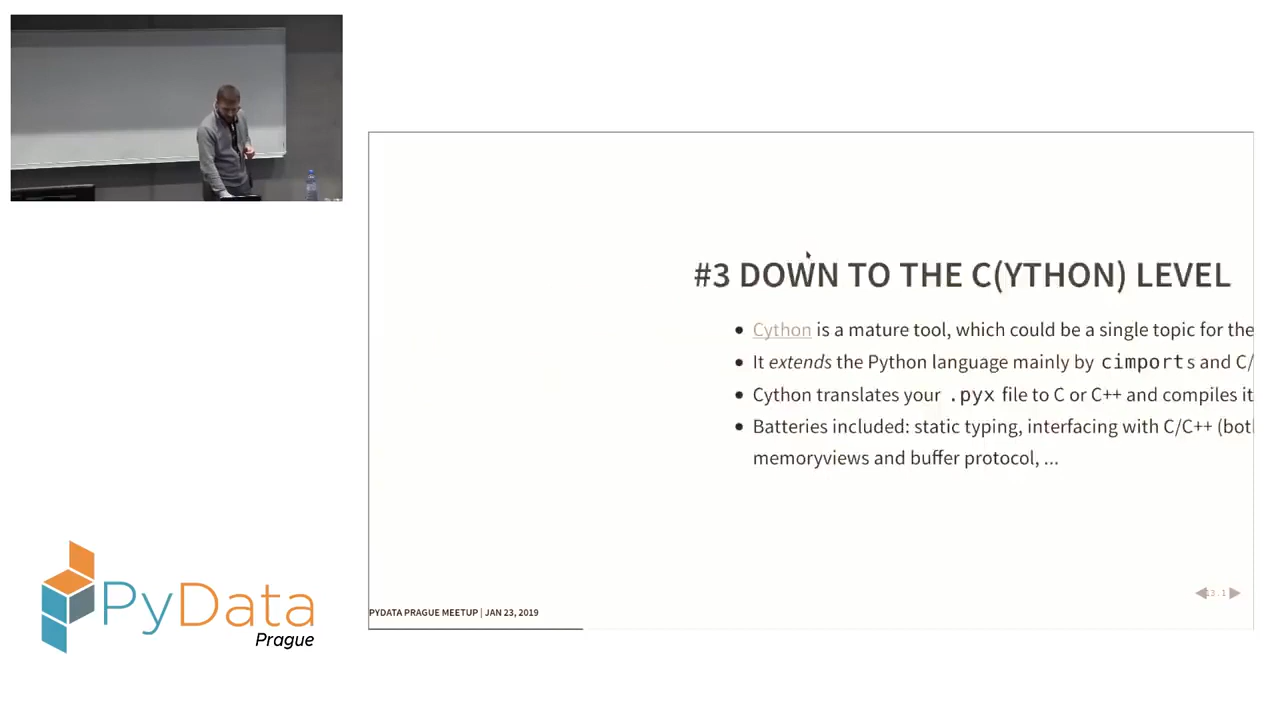 #3 DOWN TO THE C(YTHON) LEVEL
Cython is a mature tool, which could be a single topic for the
It extends the Python language mainly by cimports and C/
Cython translates your .pyx file to C or C++ and compiles it
Batteries included: static typing, interfacing with C/C++ (bot
memoryviews and buffer protocol, ...
13.1
PYDATA PRAGUE MEETUP | JAN 23, 2019
PyData
Prague